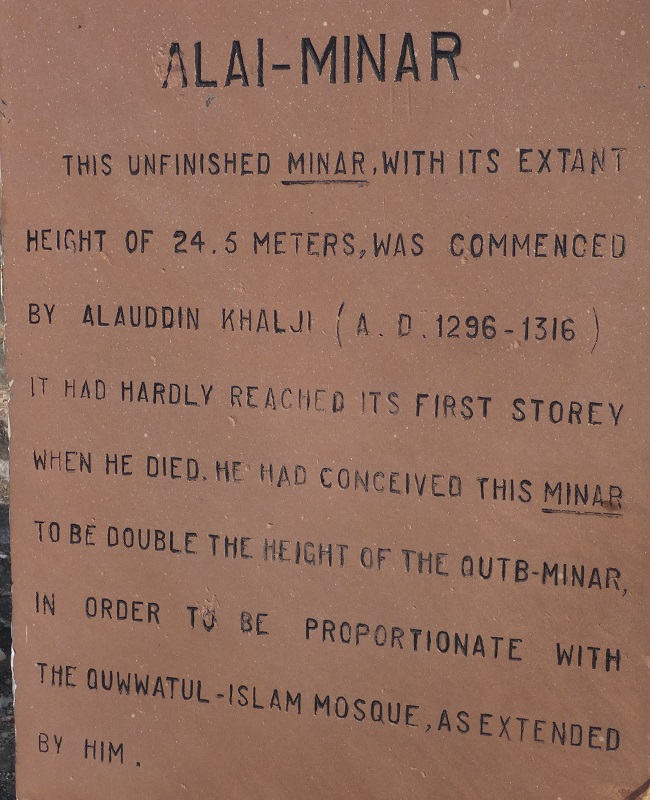 ALAI-MINAR
THIS UNFINISHED MINAR, WITH ITS EXTANT
HEIGHT OF 24.5 METERS, WAS COMMENCED
BY ALAUDDIN KHALJI (A.D. 1296-1316)
IT HAD HARDLY REACHED ITS FIRST STOREY
WHEN HE DIED. HE HAD CONCEIVED THIS MINAR
TO BE DOUBLE THE HEIGHT OF THE QUTB-MINAR,
IN ORDER TO BE PROPORTIONATE WITH
THE QUWWATUL-ISLAM MOSQUE, AS EXTENDED
BY HIM.